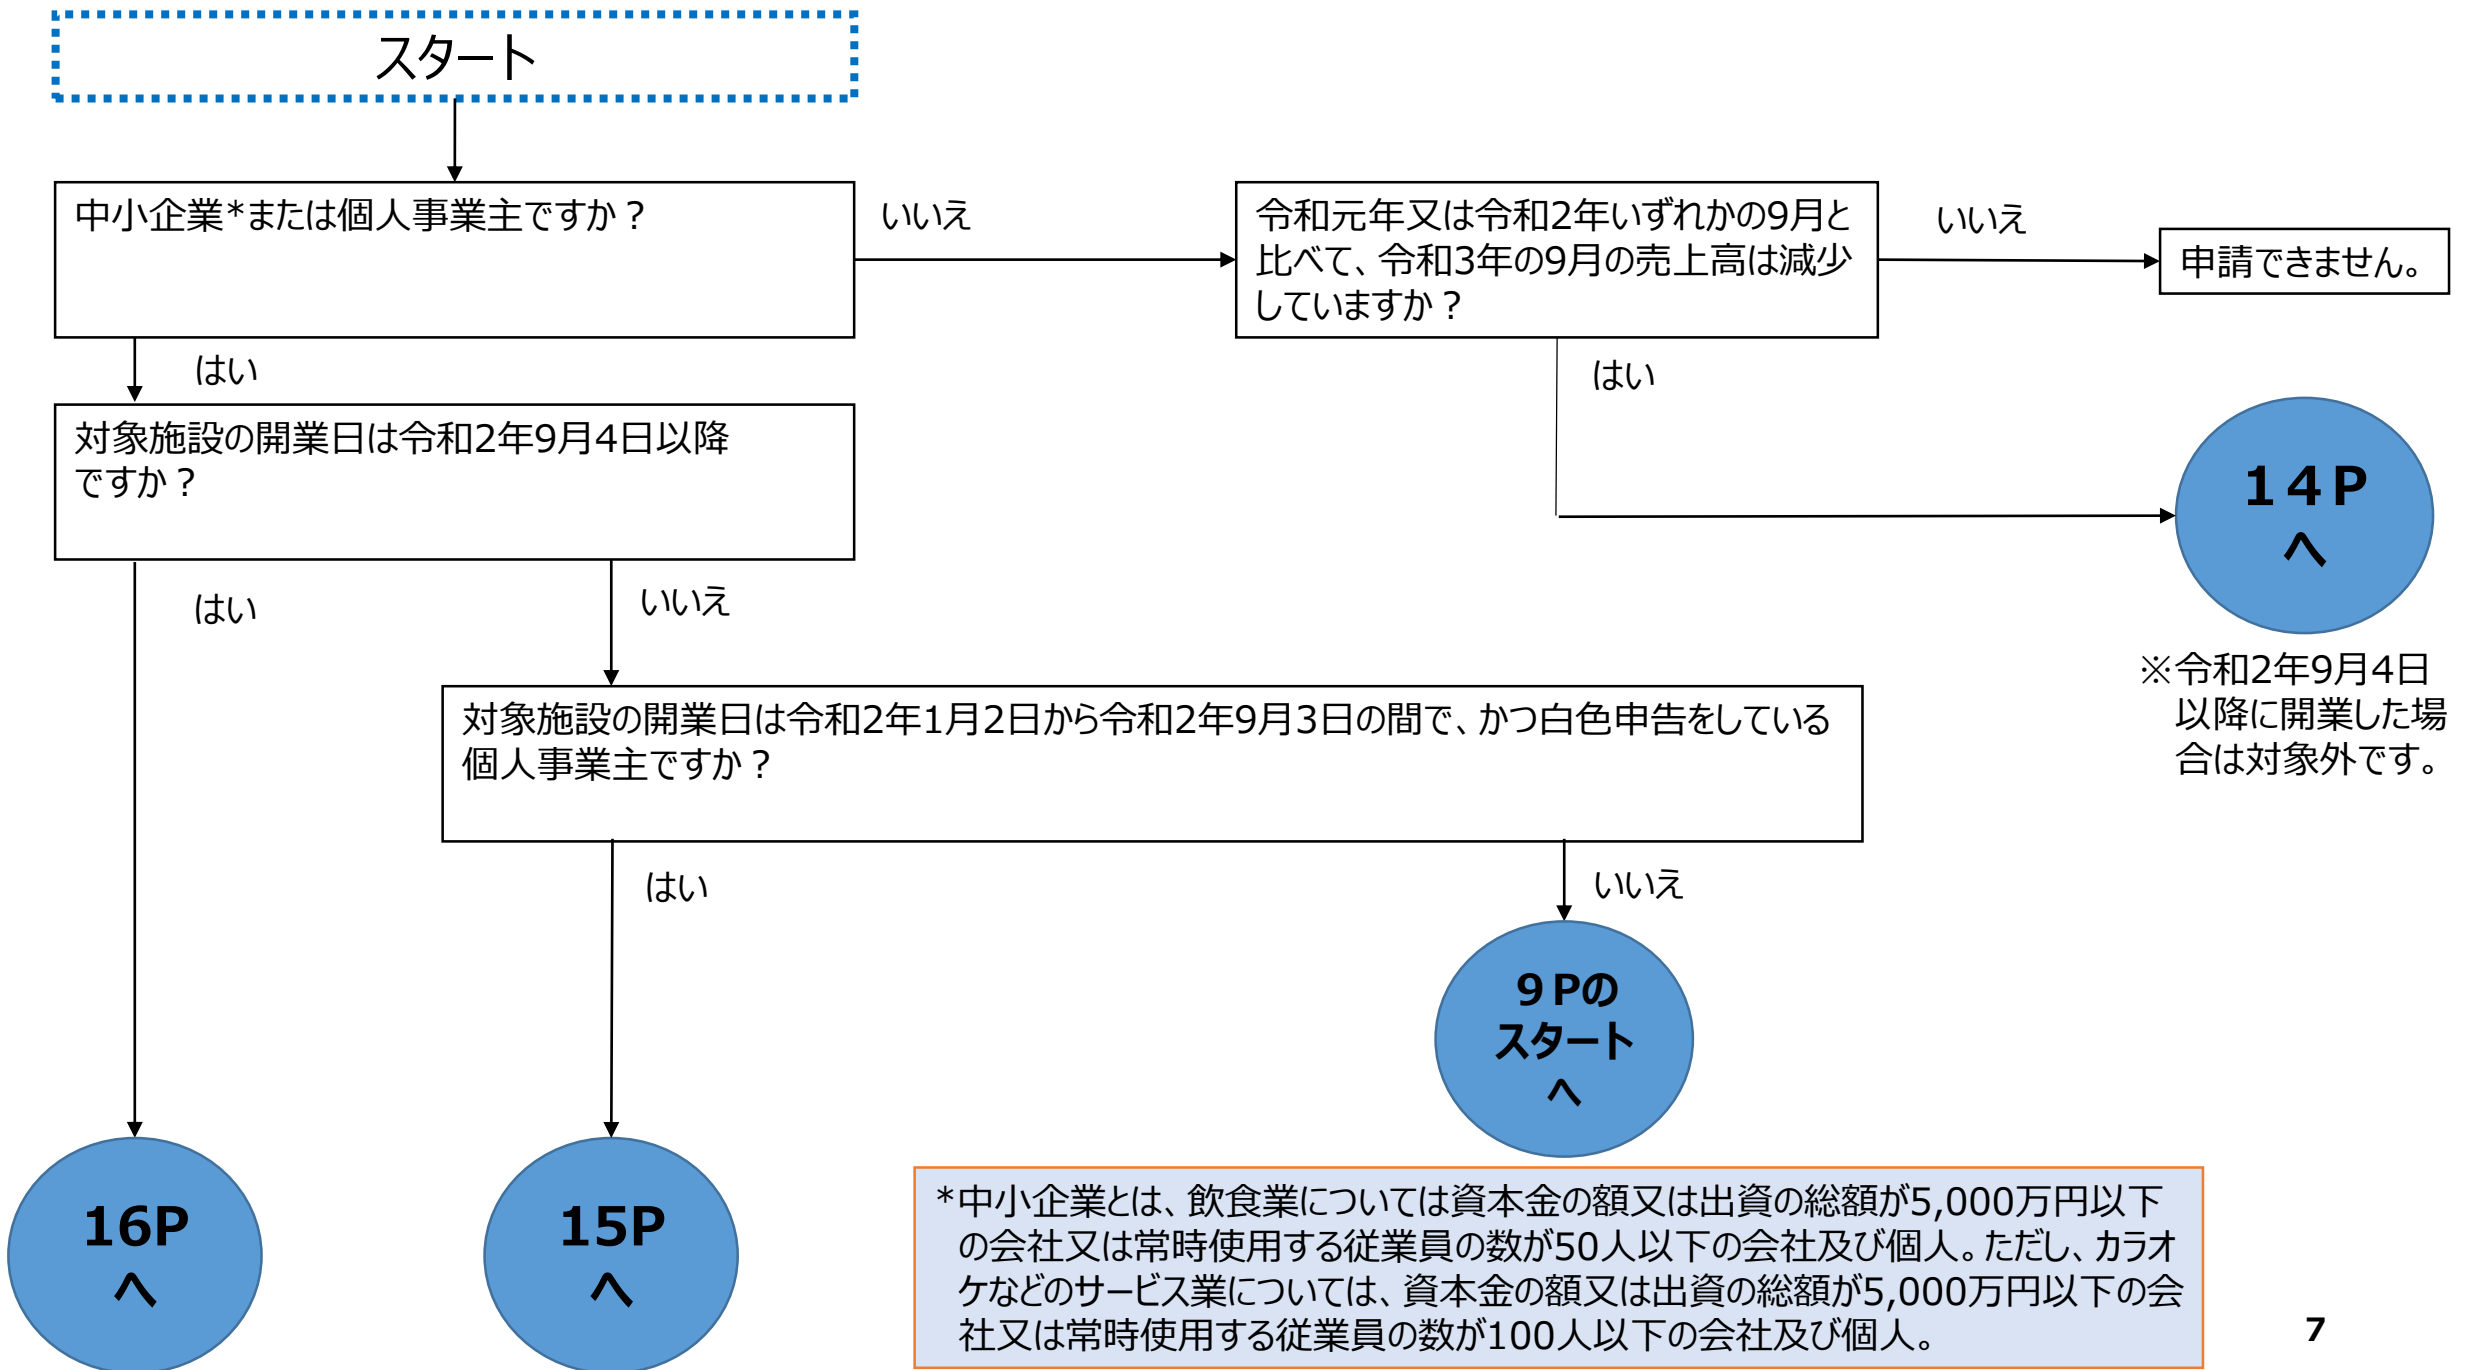 スタート
中小企業*または個人事業主ですか？
いいえ
令和元年又は令和2年いずれかの9月と
比べて、令和3年の9月の売上高は減少
していますか？
いいえ
申請できません。
はい
はい
対象施設の開業日は令和2年9月4日以降
ですか？
１４Ｐ
へ
※令和2年9月4日
以降に開業した場
合は対象外です。
はい
いいえ
対象施設の開業日は令和2年1月2日から令和2年9月3日の間で、かつ白色申告をしている
個人事業主ですか？
はい
いいえ
９Ｐの
スタート
へ
16P
へ
15P
へ
*中小企業とは、飲食業については資本金の額又は出資の総額が5,000万円以下
の会社又は常時使用する従業員の数が50人以下の会社及び個人。ただし、カラオ
ケなどのサービス業については、資本金の額又は出資の総額が5,000万円以下の会
社又は常時使用する従業員の数が100人以下の会社及び個人。
7